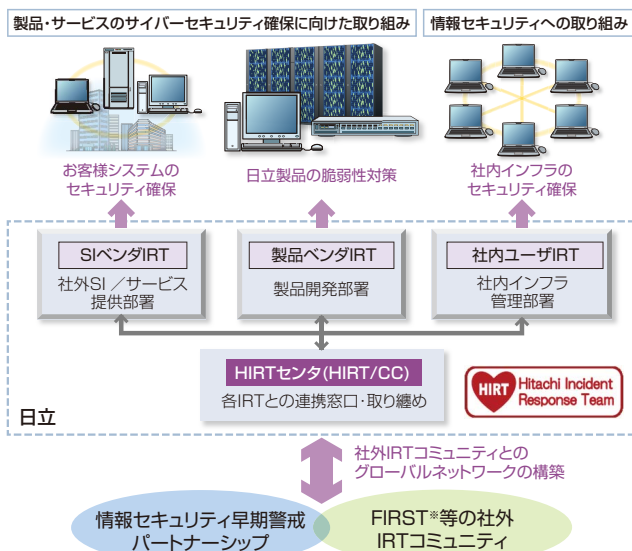 製品・サービスのサイバーセキュリティ確保に向けた取り組み
情報セキュリティへの取り組み
お客様システムの
セキュリティ確保
日立製品の脆弱性対策
社内インフラの
セキュリティ確保
SIベンダIRT
社外SI／サービス
提供部署
製品ベンダIRT
製品開発部署
社内ユーザIRT
社内インフラ
管理部署
HIRTセンタ(HIRT/CC)
各IRTとの連携窓口・取り纏め
HIRT
Hitachi Incident
Response Team
日立
社外IRTコミュニティとの
グローバルネットワークの構築
情報セキュリティ早期警戒
パートナーシップ
FIRST※等の社外
IRTコミュニティ